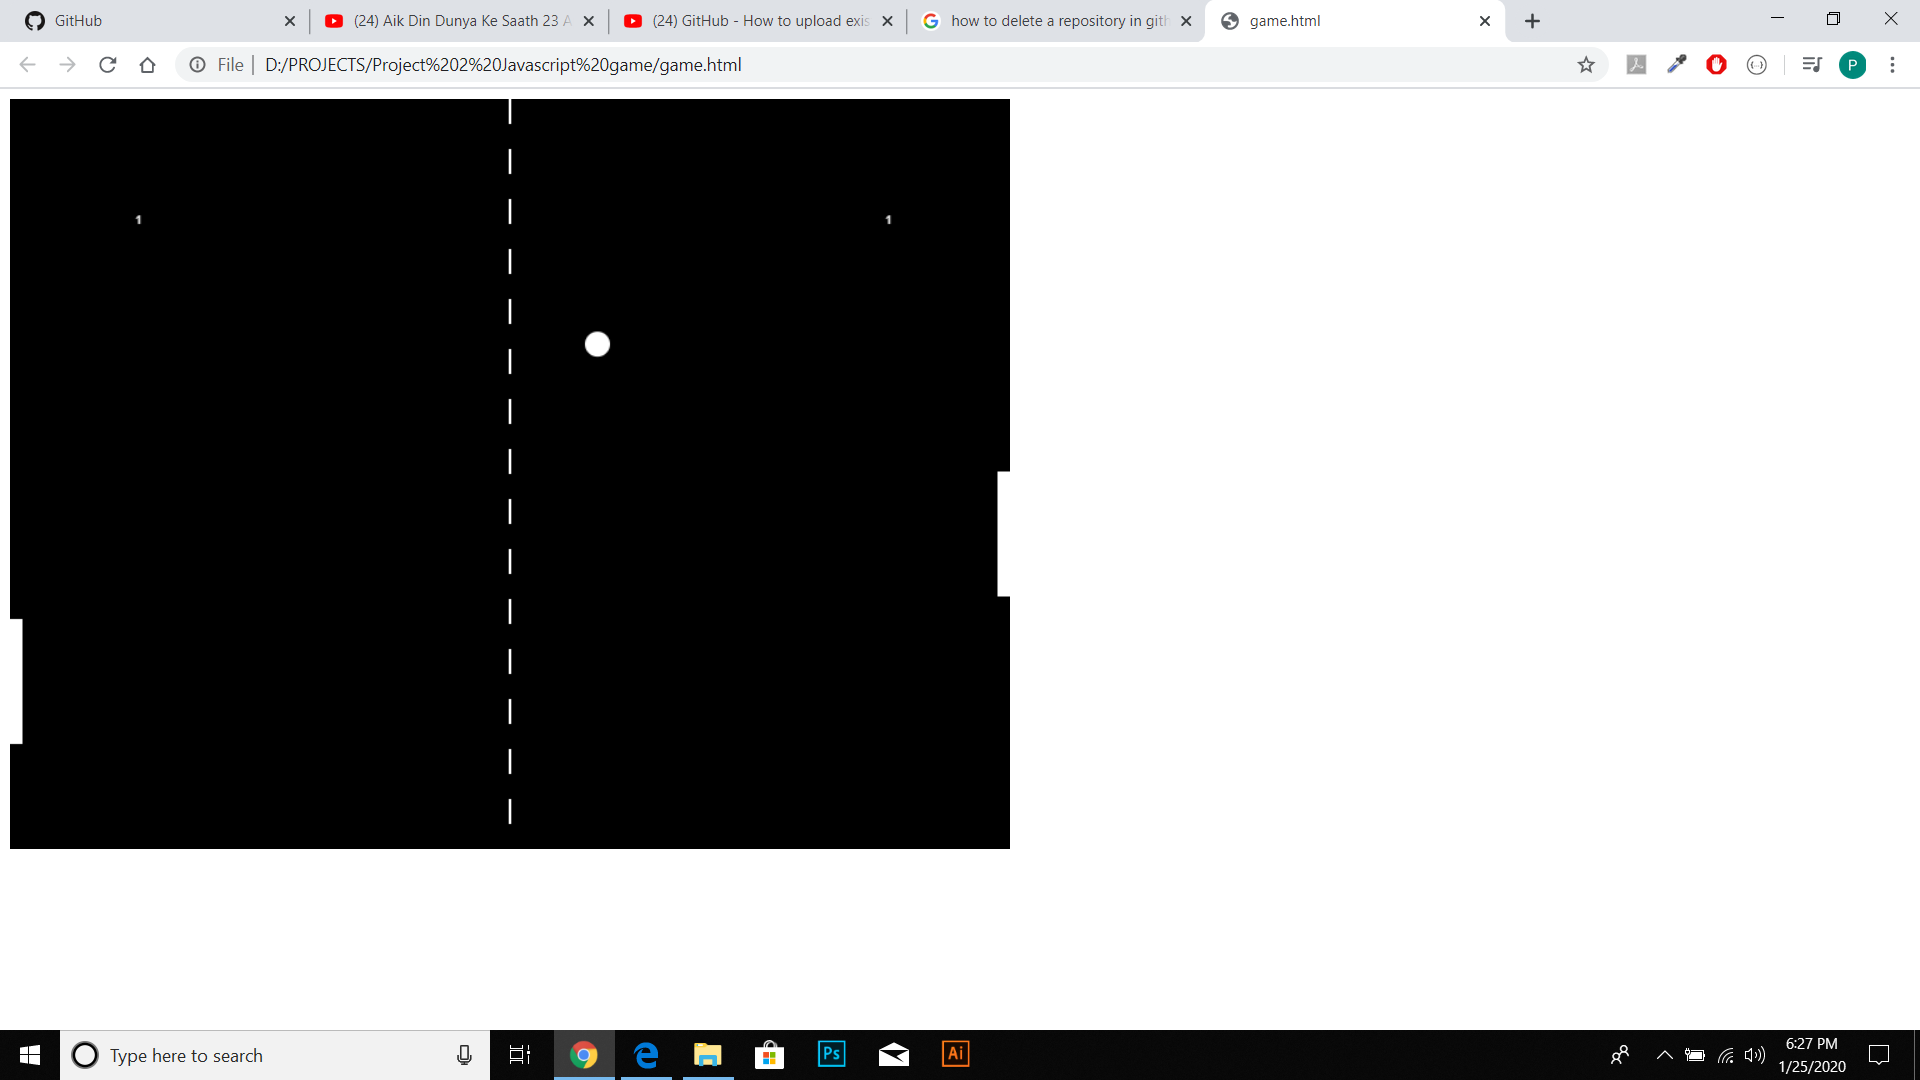 GitHub
(24) Aik Din Dunya Ke Saath 23 A
(24) GitHub - How to upload exis
how to delete a repository in gith
game.html
File
D:/PROJECTS/Project%202%20Javascript%20game/game.html
P
1
1
Type here to search
Ps
Ai
6:27 PM
1/25/2020